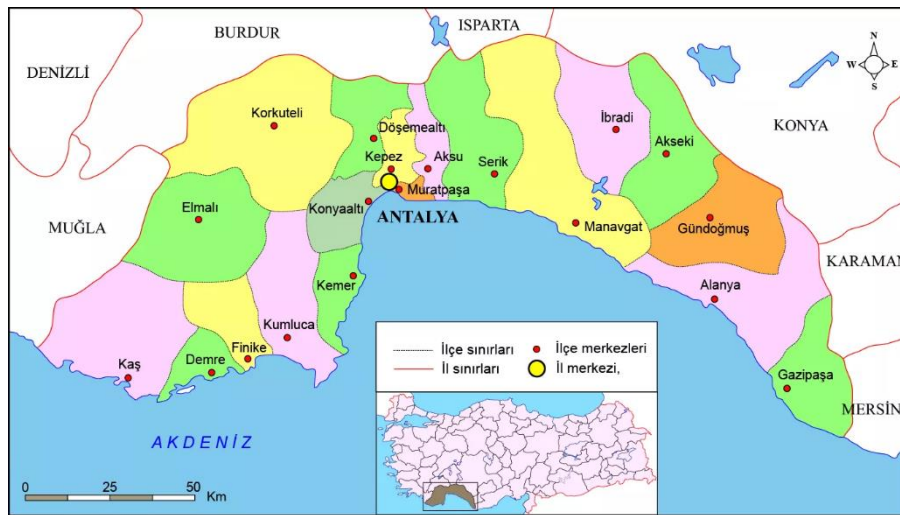 BURDUR
ISPARTA
DENİZLİ
N
W E
S
KONYA
Korkuteli
Döşemealtı
İbradi
Kepez
Aksu
Serik
Akseki
Muratpaşa
Elmalı
Konyaaltı
ANTALYA
Manavgat
Gündoğmuş
MUĞLA
KARAMAN
Kemer
Alanya
Kumluca
Finike
Demre
Kaş
İlçe sınırları
İlçe merkezleri
İl sınırları
İl merkezi,
Gazipaşa
MERSİN
AKDENİZ
0 25 50
Km